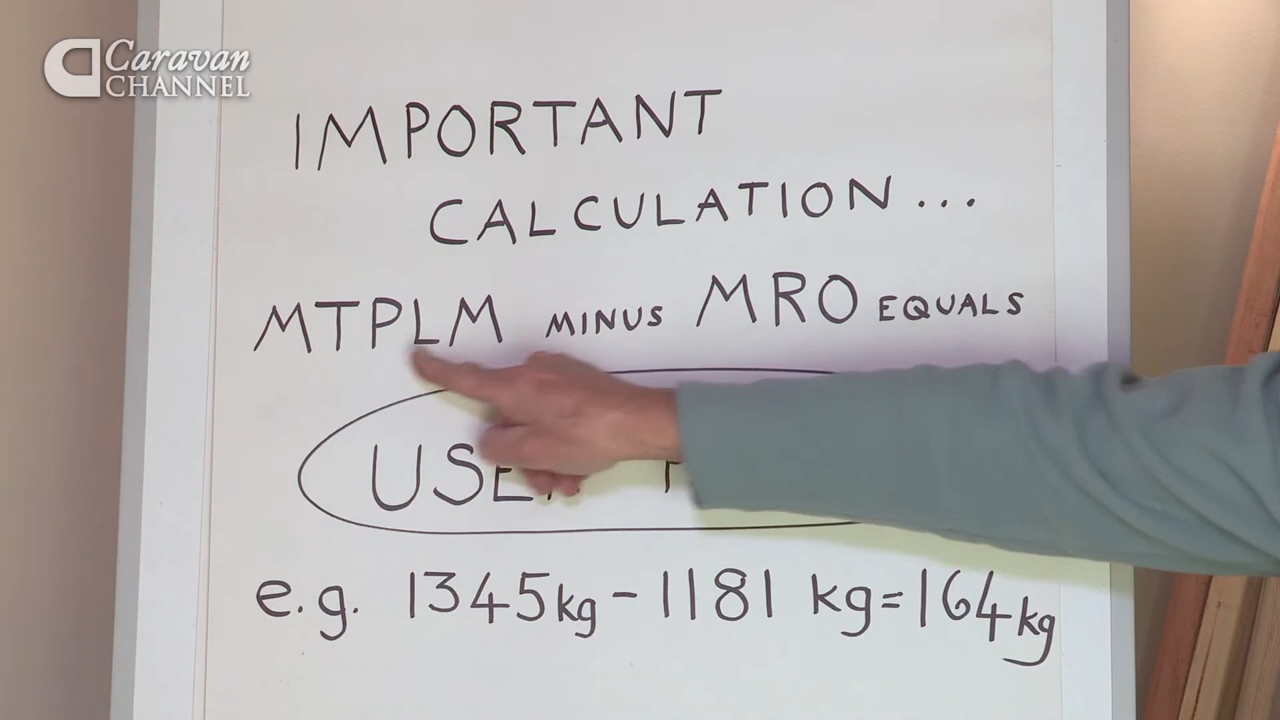 Caravan
CHANNEL
IMPORTANT
CALCULATION...
MTPLM MINUS MRO EQUALS
e.g. 1345kg - 1181 kg = 164kg